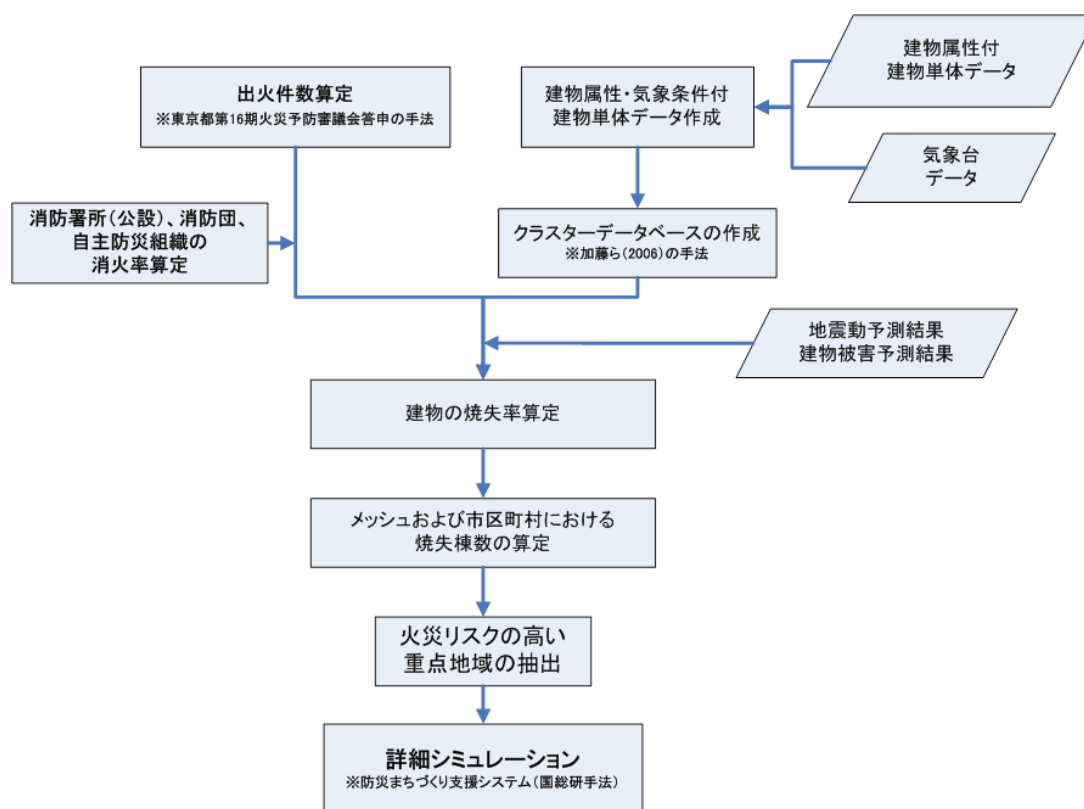 建物属性付
建物単体データ
出火件数算定
※東京都第16期火災予防審議会答申の手法
建物属性・気象条件付
建物単体データ作成
気象台
データ
消防署所(公設)、消防団、
自主防災組織の
消火率算定
クラスターデータベースの作成
※加藤ら(2006)の手法
地震動予測結果
建物被害予測結果
建物の焼失率算定
メッシュおよび市区町村における
焼失棟数の算定
火災リスクの高い
重点地域の抽出
詳細シミュレーション
※防災まちづくり支援システム(国総研手法)